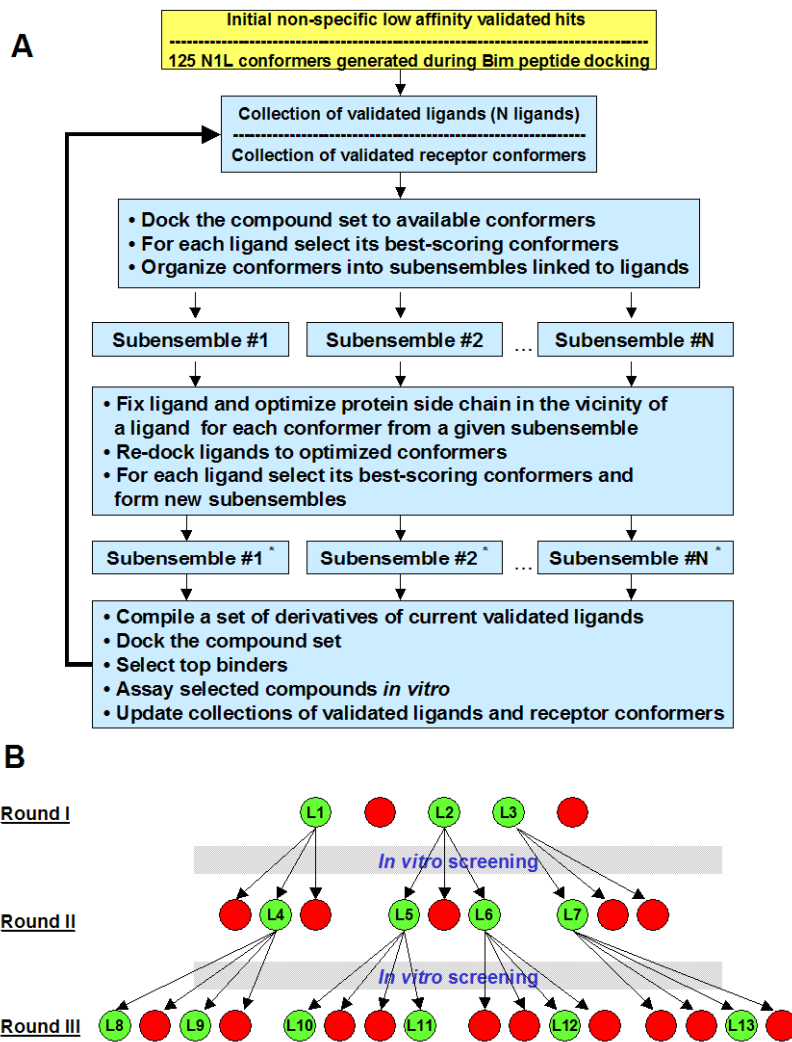 A
Initial non-specific low affinity validated hits
125 N1L conformers generated during Bim peptide docking
Collection of validated ligands (N ligands)
Collection of validated receptor conformers
• Dock the compound set to available conformers
• For each ligand select its best-scoring conformers
• Organize conformers into subensembles linked to ligands
Subensemble #1
Subensemble #2
...
Subensemble #N
• Fix ligand and optimize protein side chain in the vicinity of
a ligand for each conformer from a given subensemble
• Re-dock ligands to optimized conformers
• For each ligand select its best-scoring conformers and
form new subensembles
Subensemble #1 *
Subensemble #2 *
...
Subensemble #N *
• Compile a set of derivatives of current validated ligands
• Dock the compound set
• Select top binders
• Assay selected compounds in vitro
• Update collections of validated ligands and receptor conformers
B
Round I
L1
L2
L3
In vitro screening
Round II
L4
L5
L6
L7
In vitro screening
Round III
L8
L9
L10
L11
L12
L13